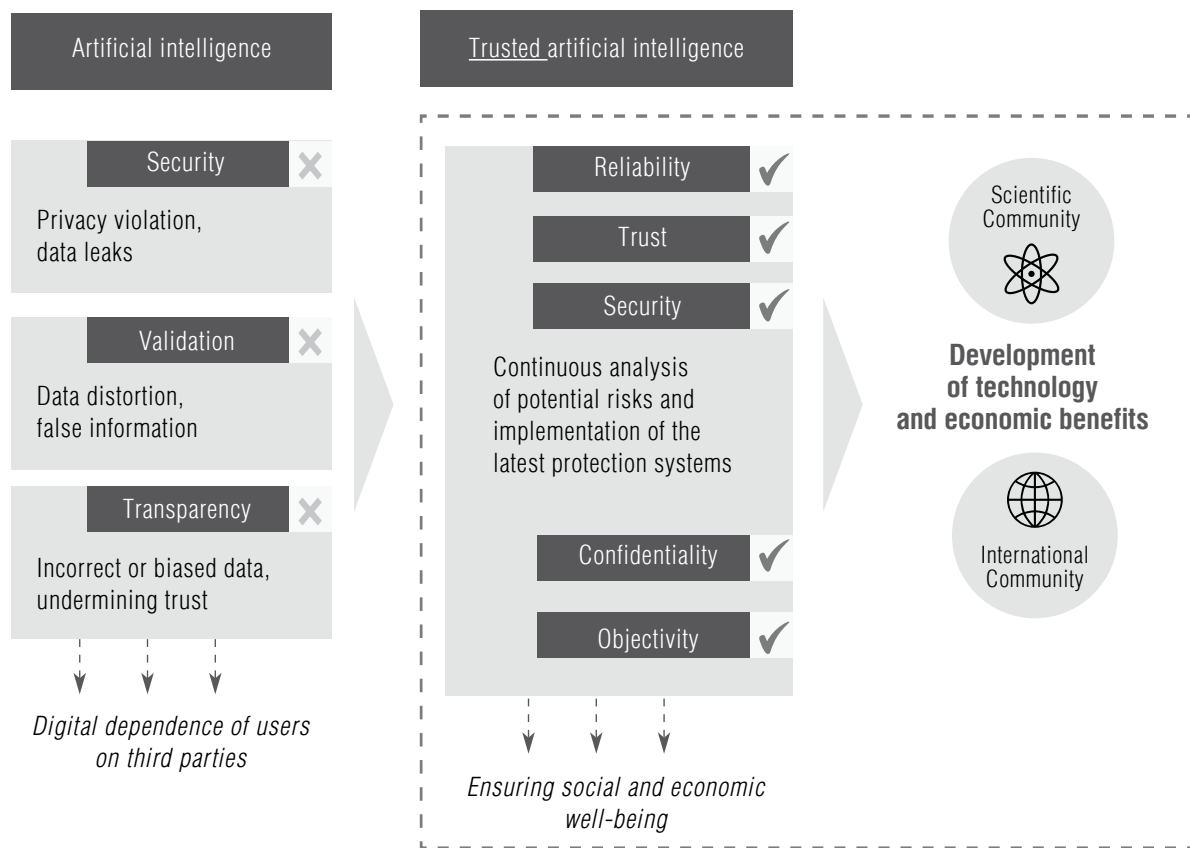 Artificial intelligence
Security
Privacy violation,
data leaks
Validation
Data distortion,
false information
Transparency
Incorrect or biased data,
undermining trust
Digital dependence of users
on third parties
Trusted artificial intelligence
Reliability
Trust
Security
Continuous analysis
of potential risks and
implementation of the
latest protection systems
Confidentiality
Objectivity
Ensuring social and economic
well-being
Scientific
Community
Development
of technology
and economic benefits
International
Community